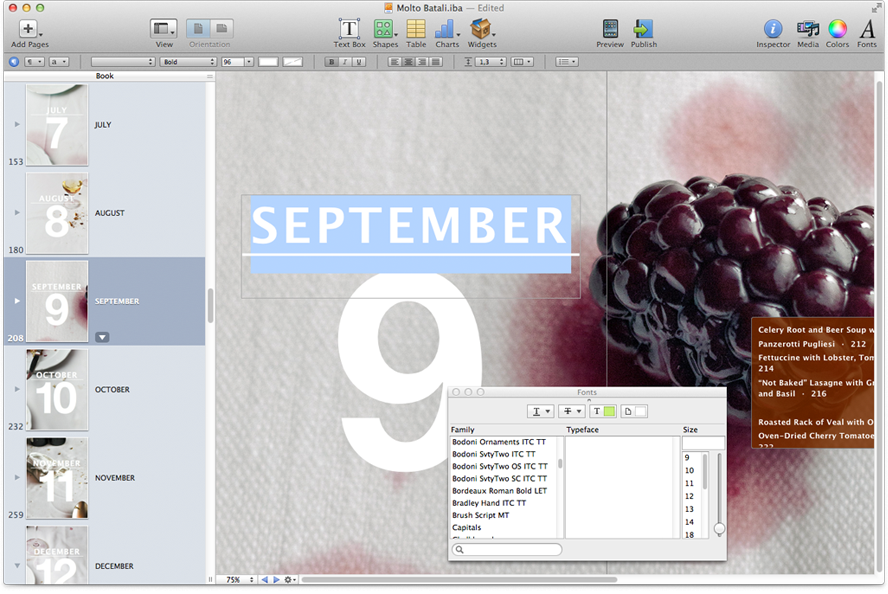 Molto Batali.iba — Edited
Add Pages
View
Orientation
Text Box
Shapes
Table
Charts
Widgets
Preview
Publish
Inspector
Media
Colors
Fonts
¶
a
Bold
96
B I U
1.3
Book
JULY
7
153
JULY
AUGUST
8
180
AUGUST
SEPTEMBER
9
208
SEPTEMBER
OCTOBER
10
232
OCTOBER
NOVEMBER
11
259
NOVEMBER
DECEMBER
12
DECEMBER
SEPTEMBER
9
Celery Root and Beer Soup w
Panzerotti Pugliesi · 212
Fettuccine with Lobster, Tom
214
“Not Baked” Lasagne with Gr
and Basil · 216
Roasted Rack of Veal with O
Oven-Dried Cherry Tomatoe
222
Fonts
T
T
T
Family
Typeface
Size
Bodoni Ornaments ITC TT
Bodoni SvtyTwo ITC TT
Bodoni SvtyTwo OS ITC TT
Bodoni SvtyTwo SC ITC TT
Bordeaux Roman Bold LET
Bradley Hand ITC TT
Brush Script MT
Capitals
9
10
11
12
13
14
18
75%